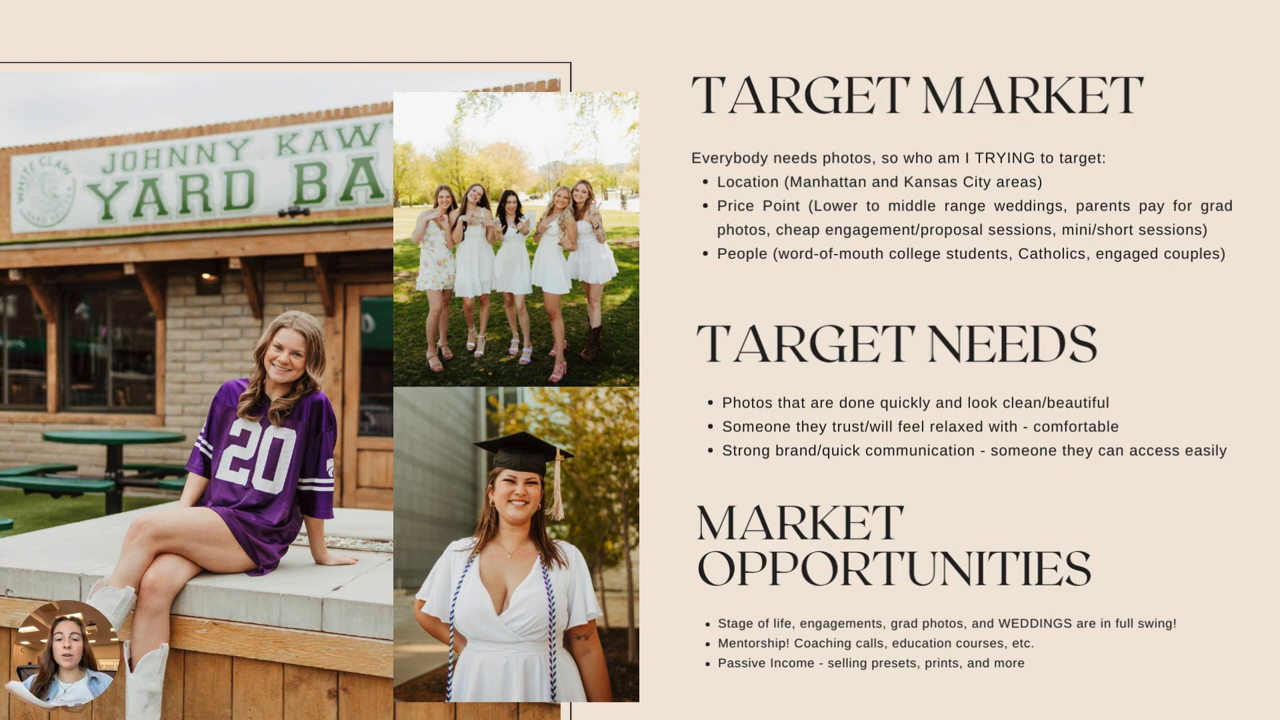 JOHNNY KAW
YARD BA
WHITE CLAW
20
TARGET MARKET
Everybody needs photos, so who am I TRYING to target:
• Location (Manhattan and Kansas City areas)
• Price Point (Lower to middle range weddings, parents pay for grad
photos, cheap engagement/proposal sessions, mini/short sessions)
• People (word-of-mouth college students, Catholics, engaged couples)
TARGET NEEDS
• Photos that are done quickly and look clean/beautiful
• Someone they trust/will feel relaxed with - comfortable
• Strong brand/quick communication - someone they can access easily
MARKET
OPPORTUNITIES
• Stage of life, engagements, grad photos, and WEDDINGS are in full swing!
• Mentorship! Coaching calls, education courses, etc.
• Passive Income - selling presets, prints, and more